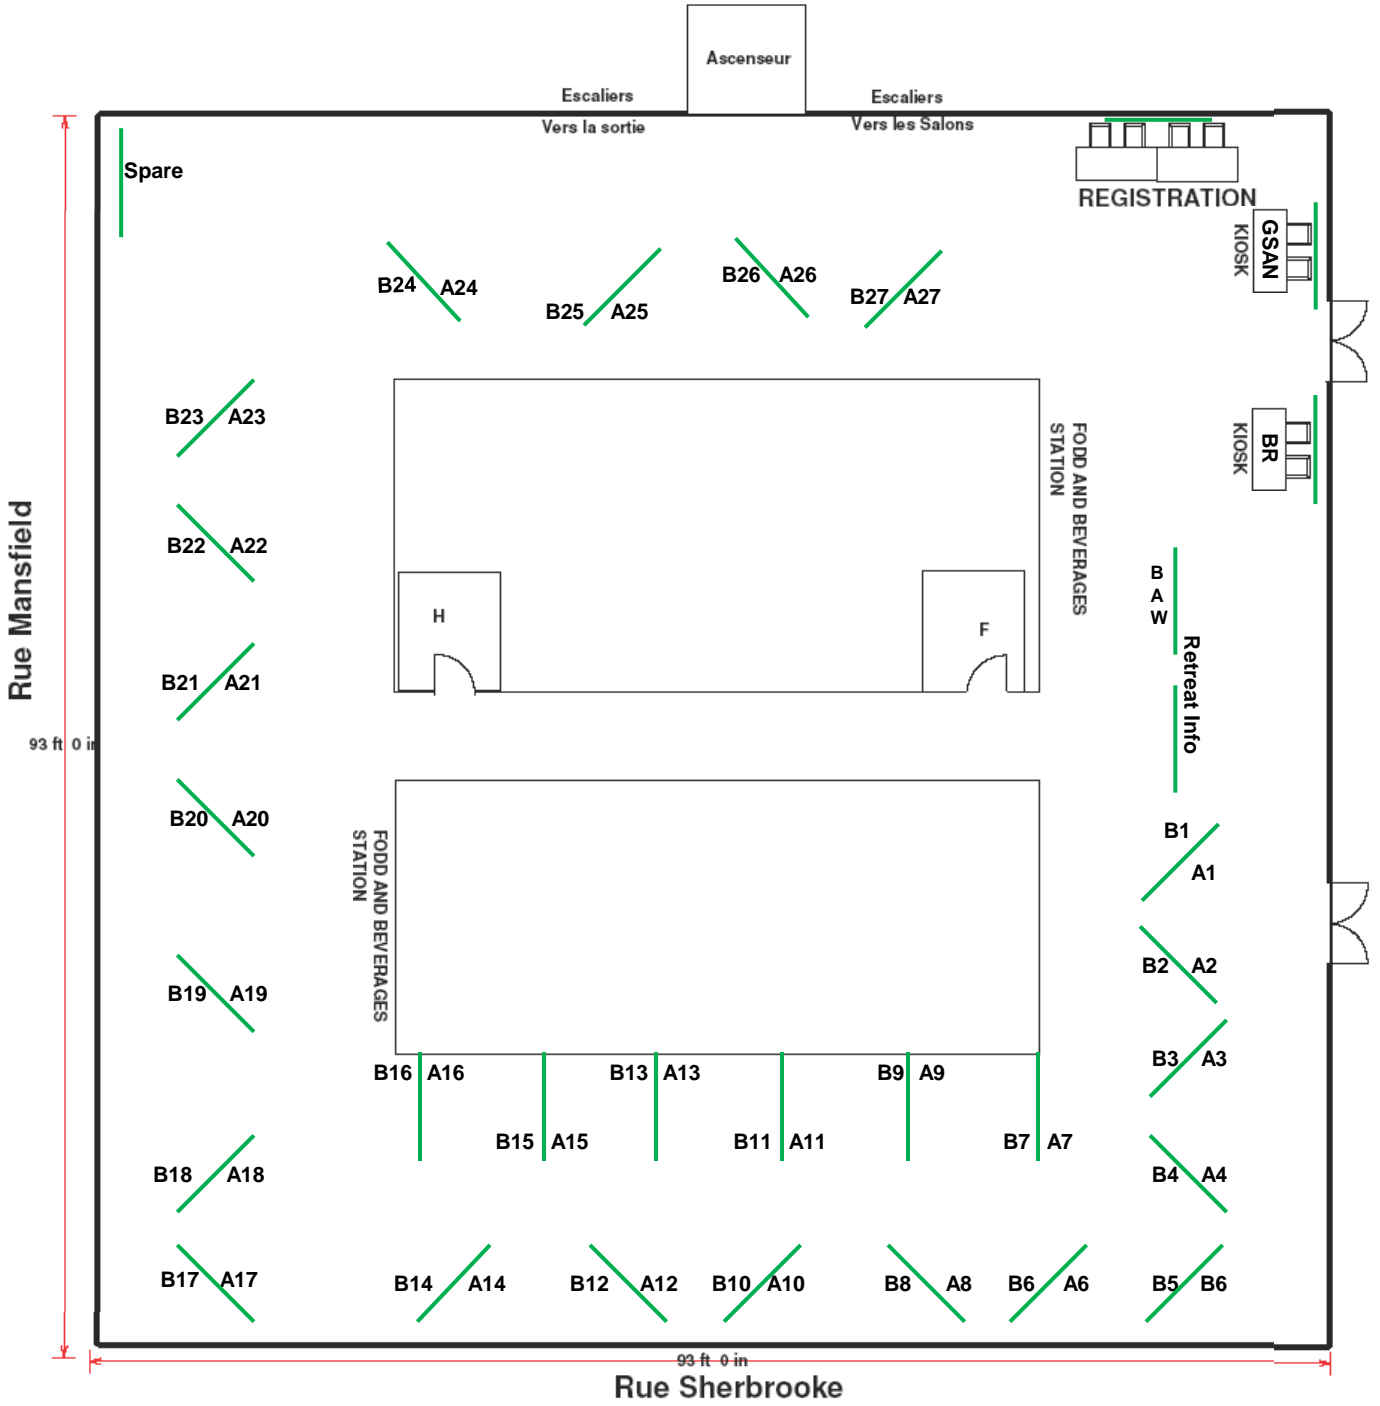 Ascenseur
Escaliers
Vers la sortie
Escaliers
Vers les Salons
Spare
REGISTRATION
GSAN
KIOSK
B24 A24
B25 A25
B26 A26
B27 A27
B23 A23
FODD AND BEVERAGES
STATION
BR
KIOSK
Rue Mansfield
B22 A22
B
A
W
H
F
Retreat Info
B21 A21
93 ft 0 in
B20 A20
B1
A1
FODD AND BEVERAGES
STATION
B2 A2
B19 A19
B3 A3
B16 A16
B13 A13
B9 A9
B15 A15
B11 A11
B7 A7
B18 A18
B4 A4
B17 A17
B14 A14
B12 A12
B10 A10
B8 A8
B6 A6
B5 B6
93 ft 0 in
Rue Sherbrooke